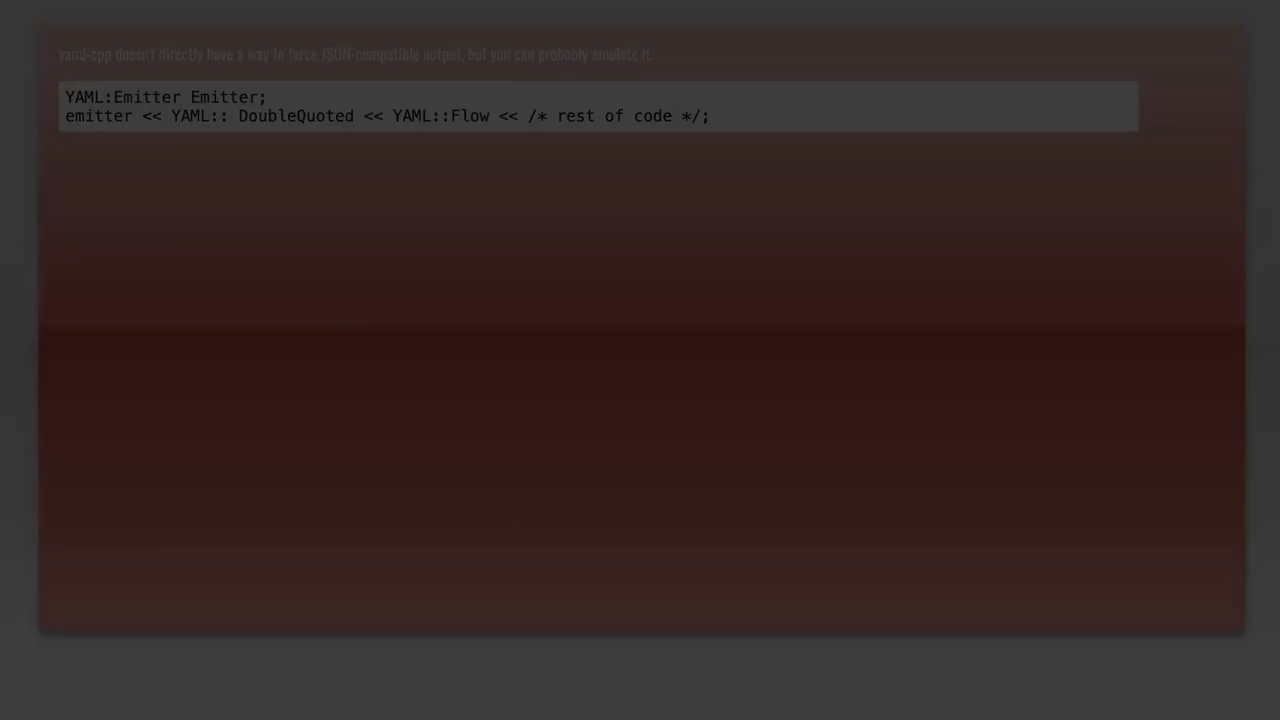 yaml-cpp doesn't directly have a way to force JSON-compatible output, but you can probably emulate it.
YAML:Emitter Emitter;
emitter << YAML:: DoubleQuoted << YAML::Flow << /* rest of code */;